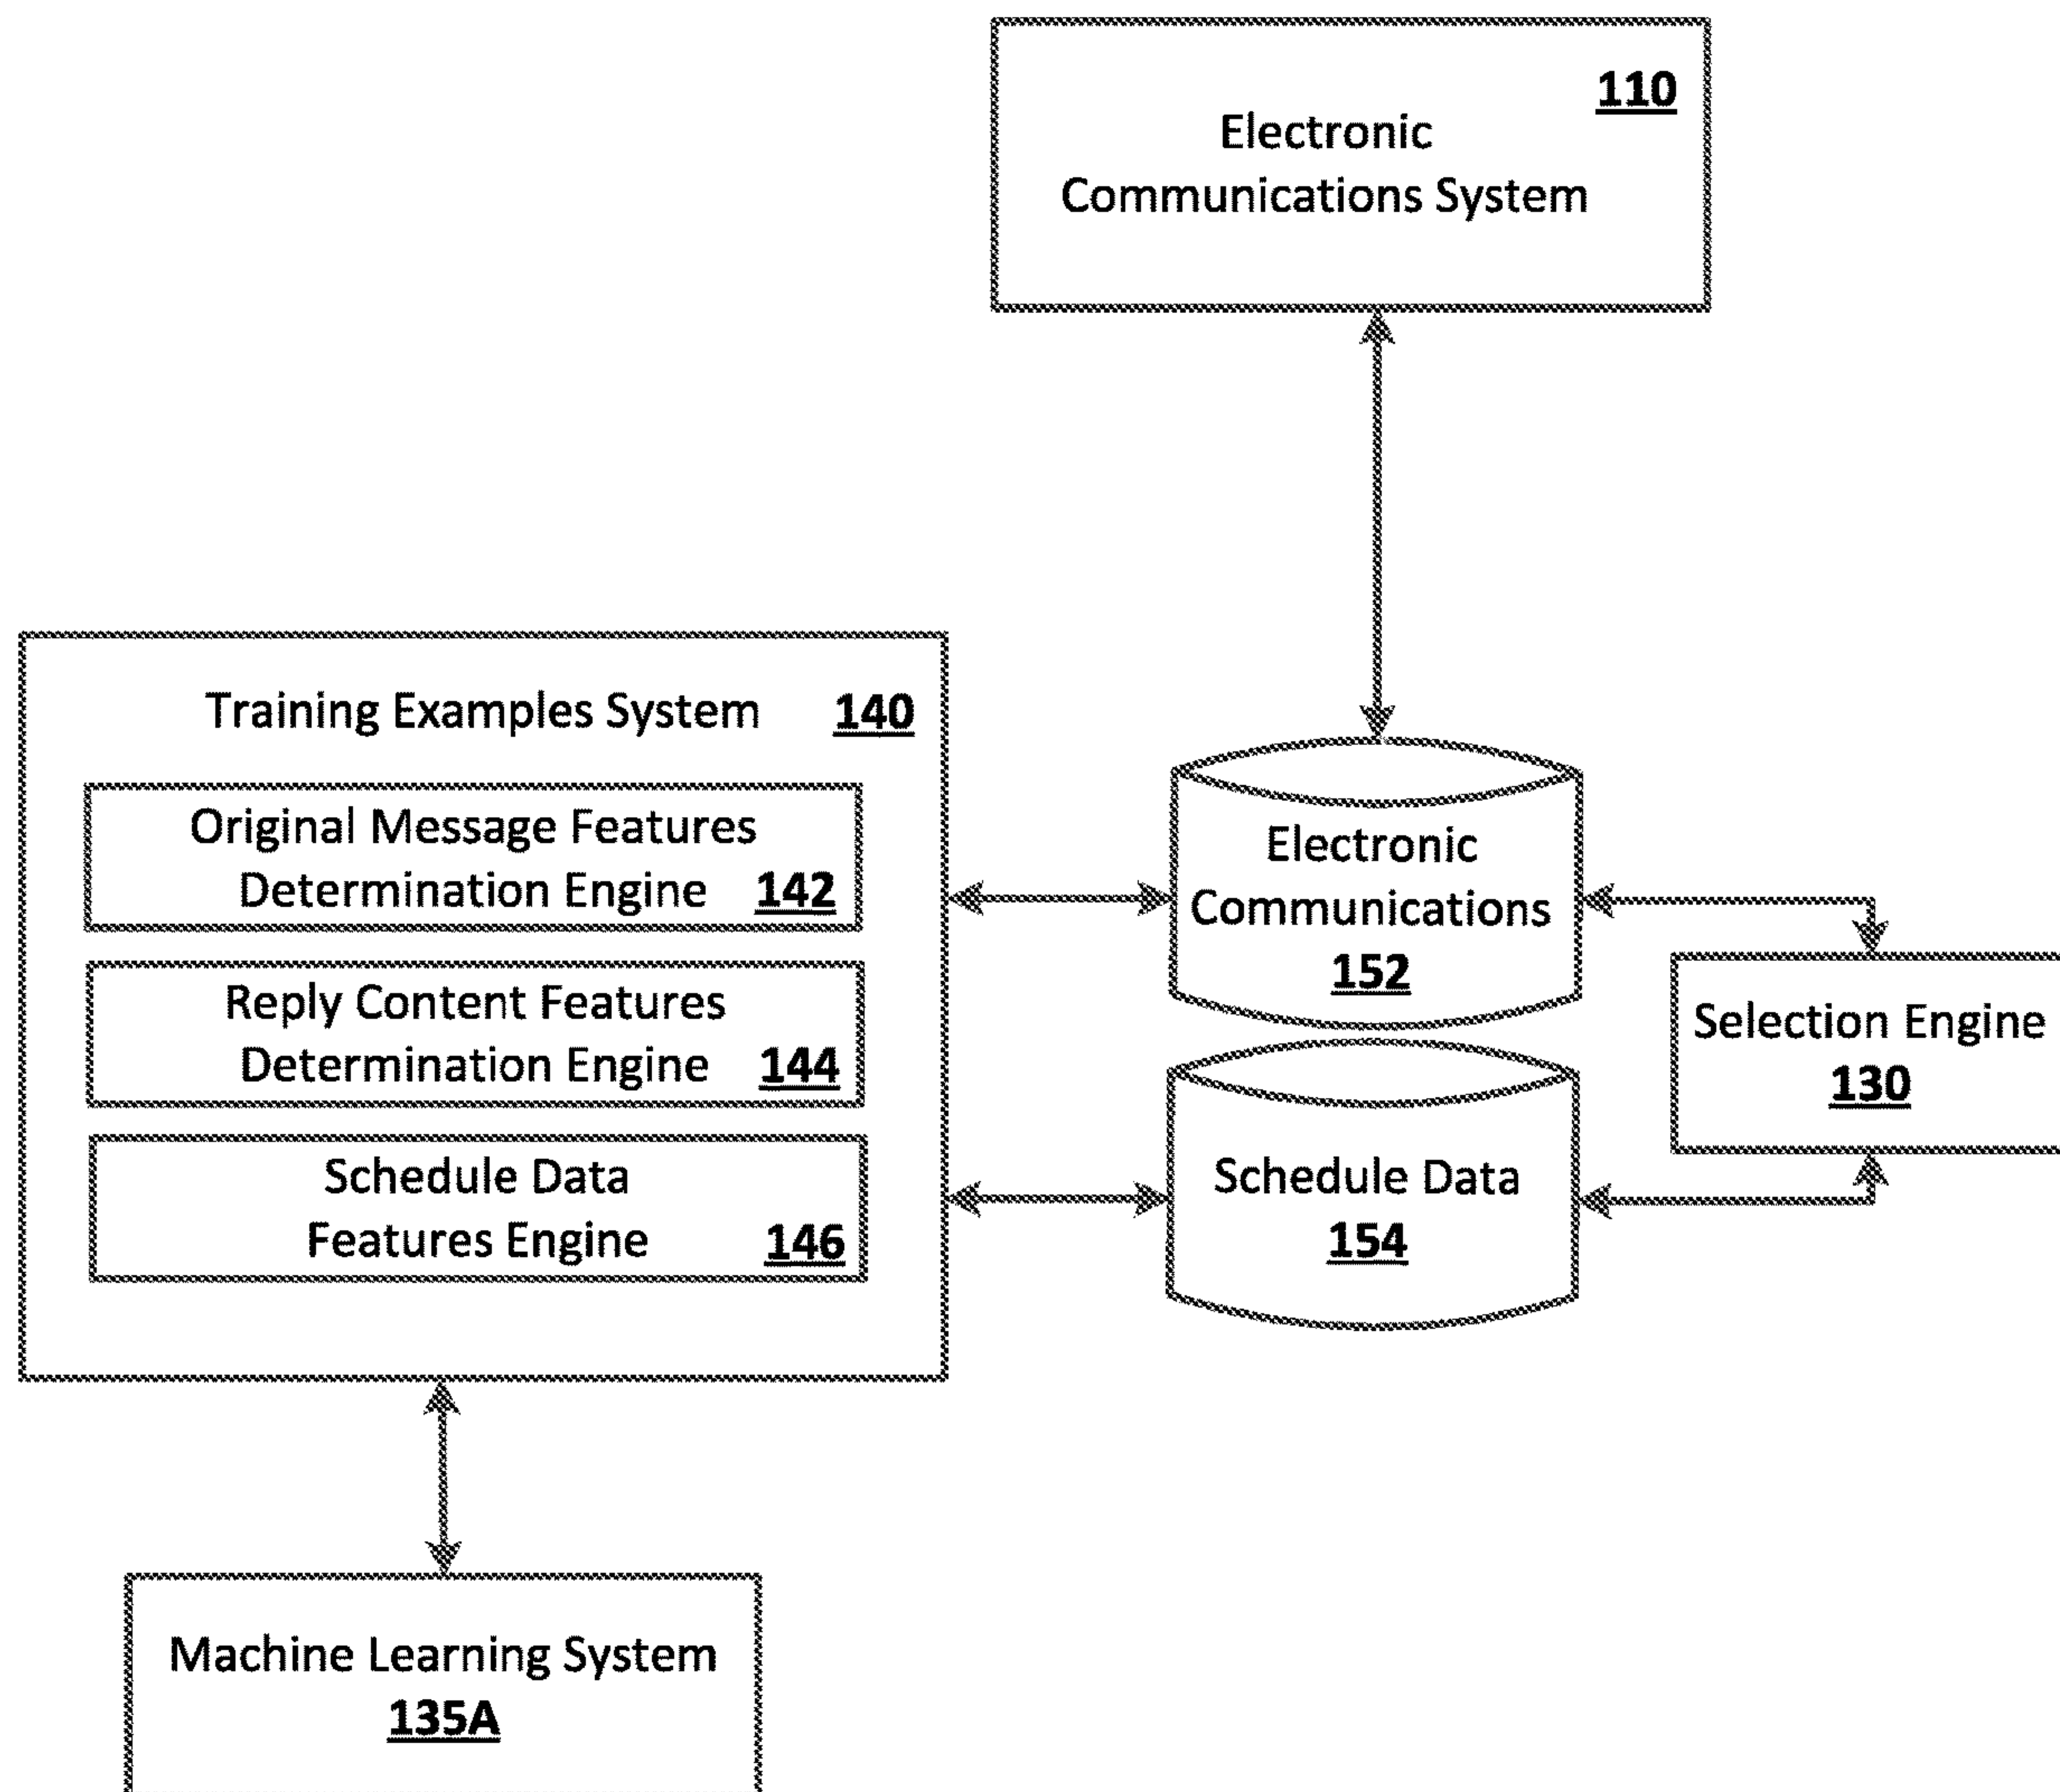 110
Electronic
Communications System
Training Examples System 140
Original Message Features
Determination Engine 142
Reply Content Features
Determination Engine 144
Schedule Data
Features Engine 146
Electronic
Communications
152
Schedule Data
154
Selection Engine
130
Machine Learning System
135A